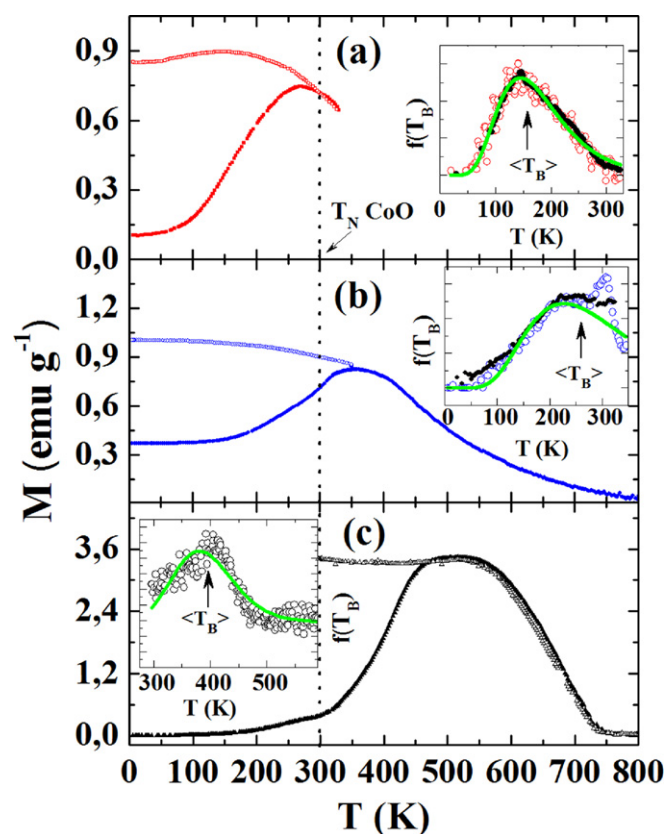 (a)
0,9
0,6
0,3
0,0
T_N CoO
f(T_B)
<T_B>
0 100 200 300
T (K)
(b)
1,2
0,9
0,6
0,3
f(T_B)
<T_B>
0 100 200 300
T (K)
M (emu g⁻¹)
(c)
3,6
2,4
1,2
0,0
f(T_B)
<T_B>
300 400 500
T (K)
0 100 200 300 400 500 600 700 800
T (K)